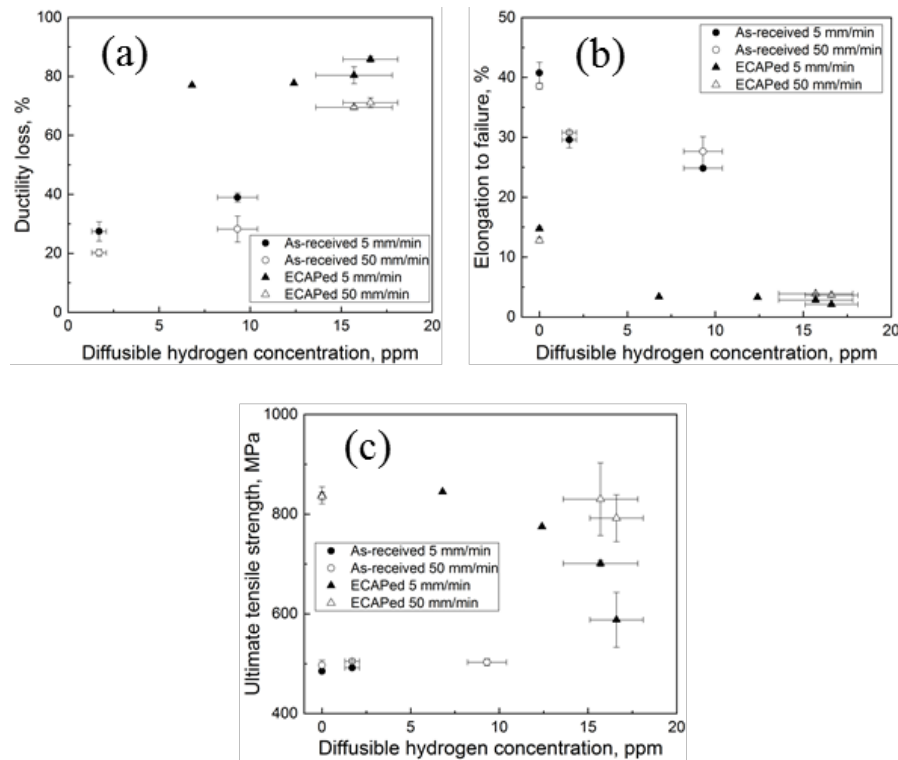 (a)
100
80
60
40
20
0
Ductility loss, %
As-received 5 mm/min
As-received 50 mm/min
ECAPed 5 mm/min
ECAPed 50 mm/min
0 5 10 15 20
Diffusible hydrogen concentration, ppm
(b)
50
40
30
20
10
0
Elongation to failure, %
As-received 5 mm/min
As-received 50 mm/min
ECAPed 5 mm/min
ECAPed 50 mm/min
0 5 10 15 20
Diffusible hydrogen concentration, ppm
(c)
1000
800
600
400
Ultimate tensile strength, MPa
As-received 5 mm/min
As-received 50 mm/min
ECAPed 5 mm/min
ECAPed 50 mm/min
0 5 10 15 20
Diffusible hydrogen concentration, ppm